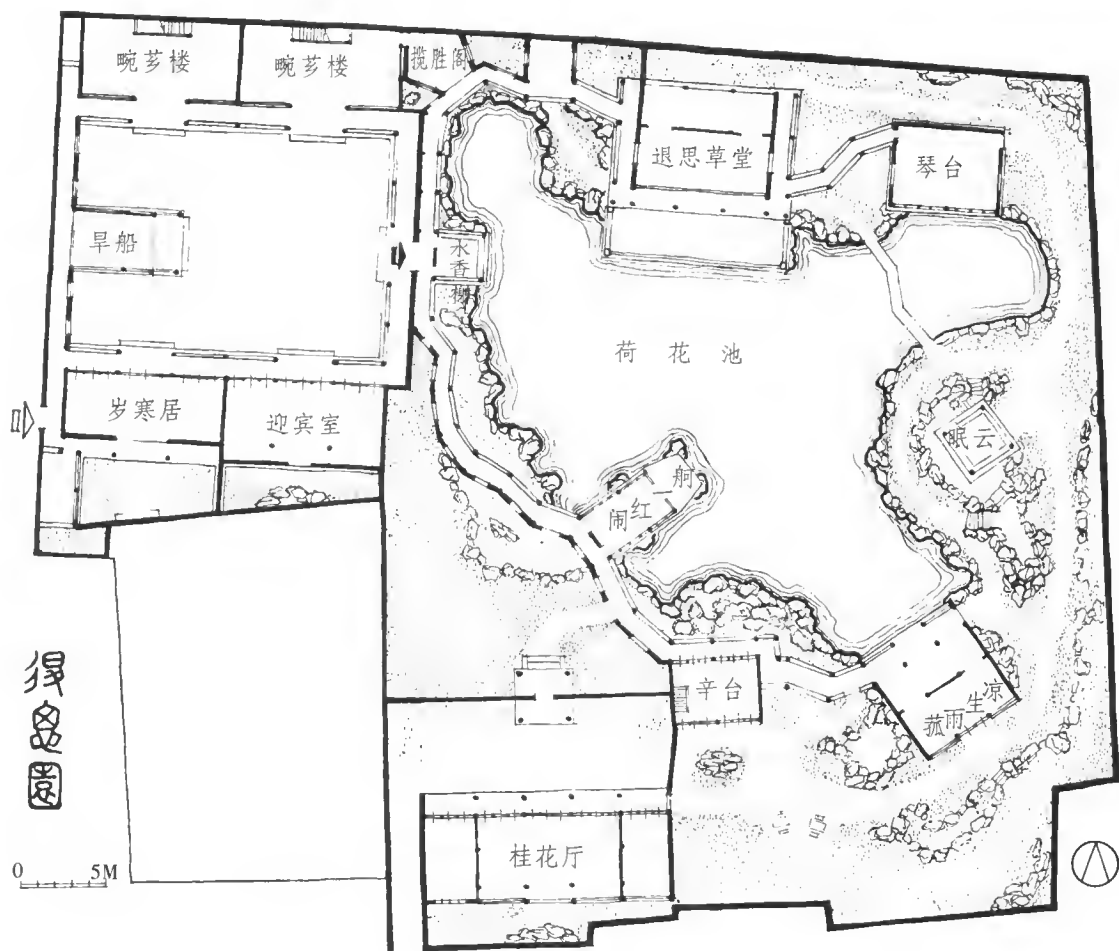 畹芗楼
畹芗楼
揽胜阁
退思草堂
琴台
旱船
水香榭
荷花池
岁寒居
迎宾室
眠云
闹红一舸
辛台
菰雨生凉
退思園
桂花厅
0 5M